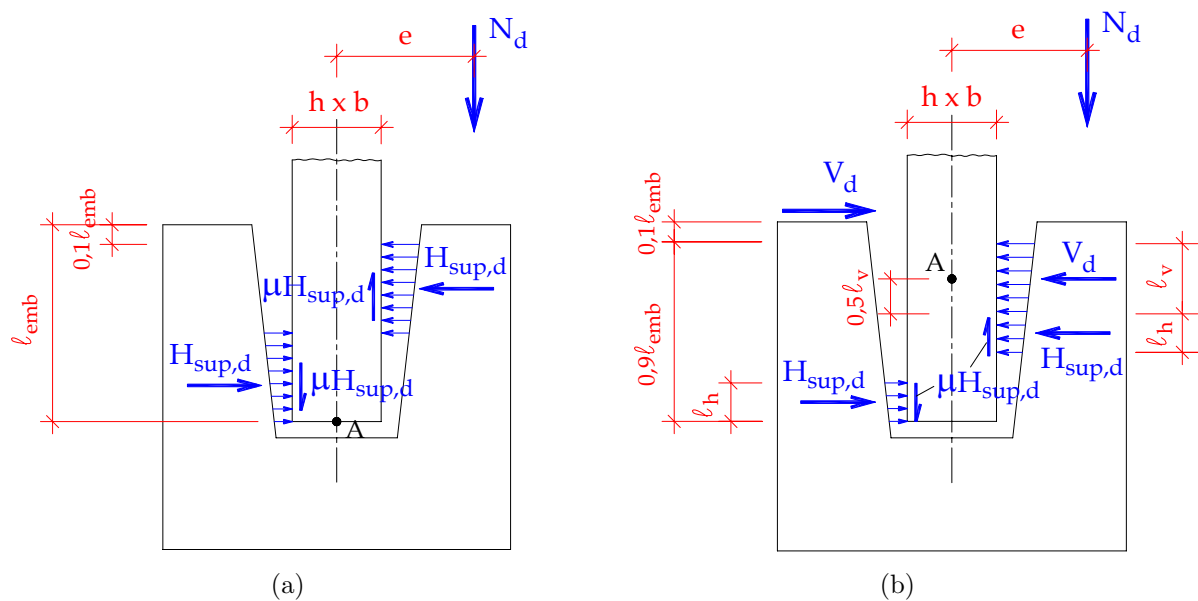 N_d
e
h x b
0,1ℓ_emb
ℓ_emb
H_sup,d
μH_sup,d
H_sup,d
μH_sup,d
A
(a)
N_d
e
h x b
V_d
0,1ℓ_emb
A
V_d
ℓ_v
0,5ℓ_v
0,9ℓ_emb
ℓ_h
H_sup,d
H_sup,d
μH_sup,d
ℓ_h
(b)